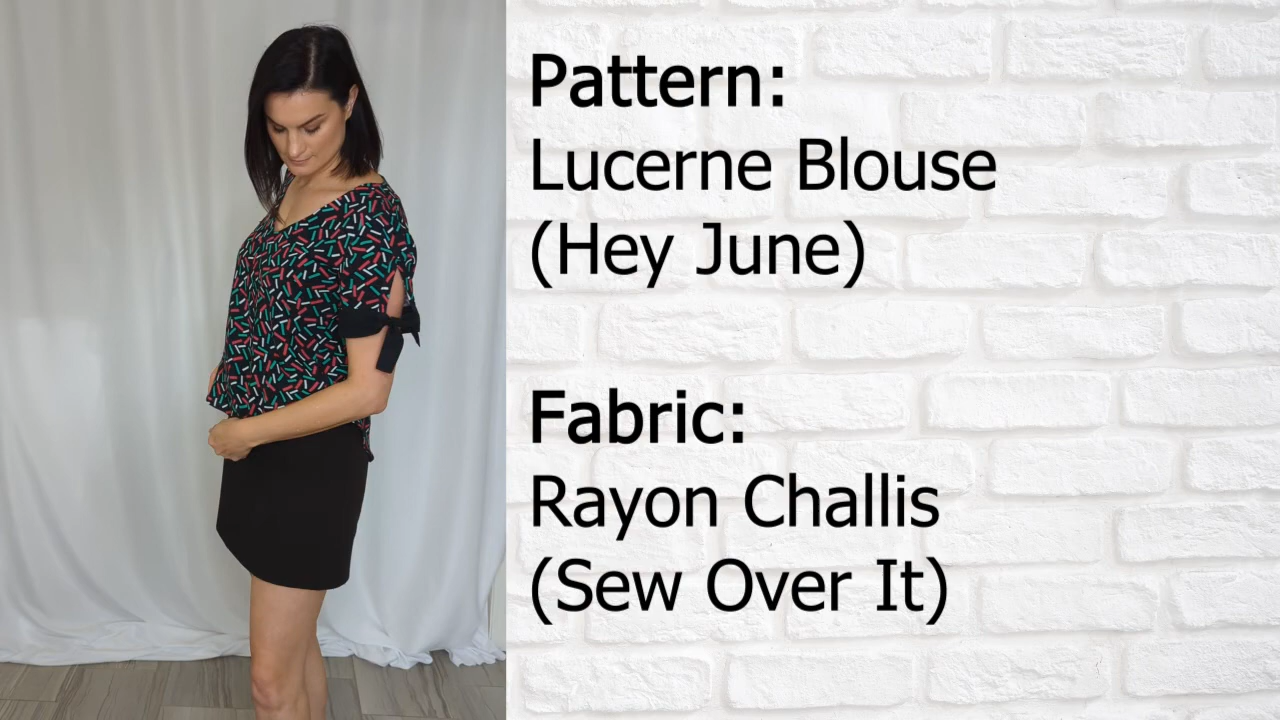 Pattern:
Lucerne Blouse
(Hey June)
Fabric:
Rayon Challis
(Sew Over It)